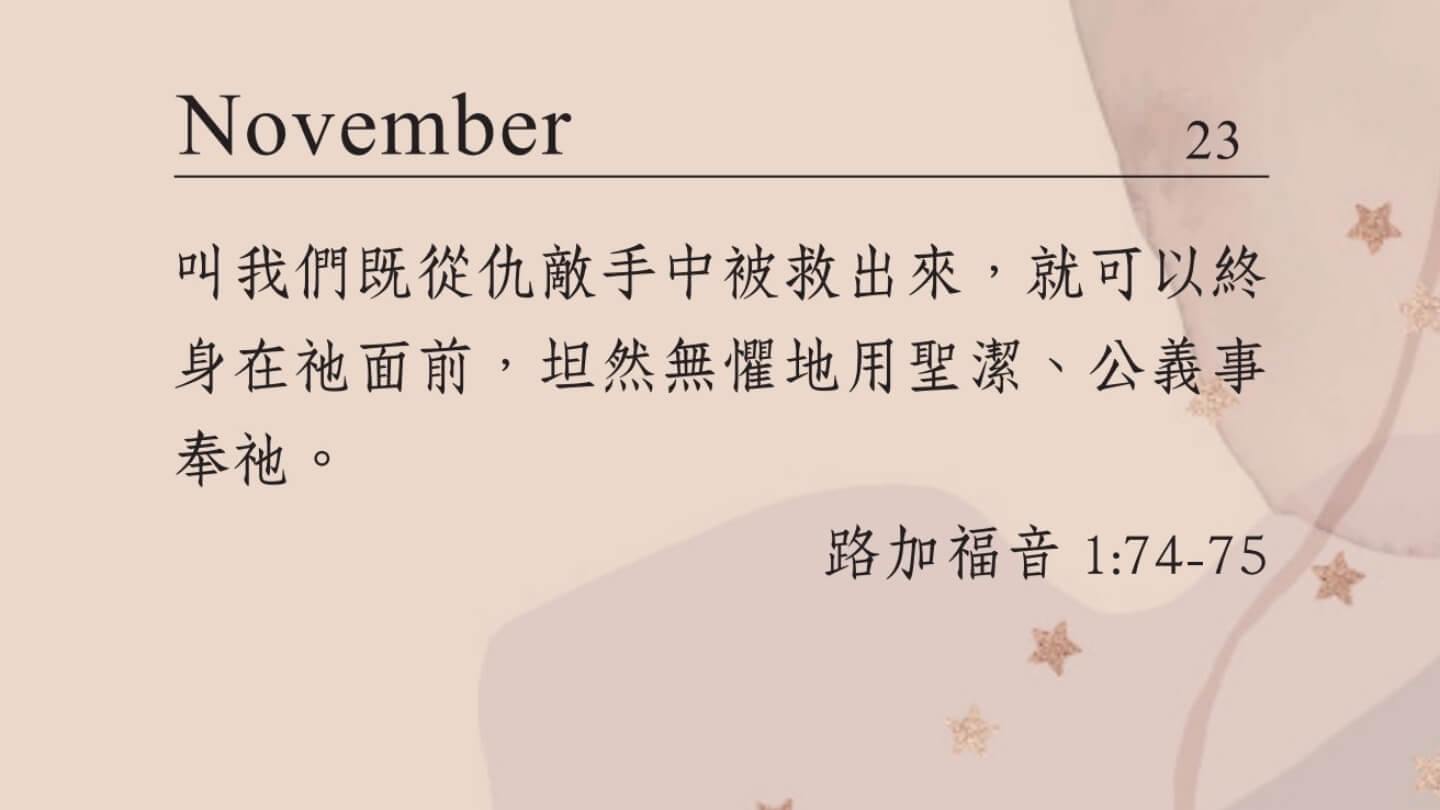 November
23
叫我們既從仇敵手中被救出來，就可以終
身在祂面前，坦然無懼地用聖潔、公義事
奉祂。
路加福音 1:74-75